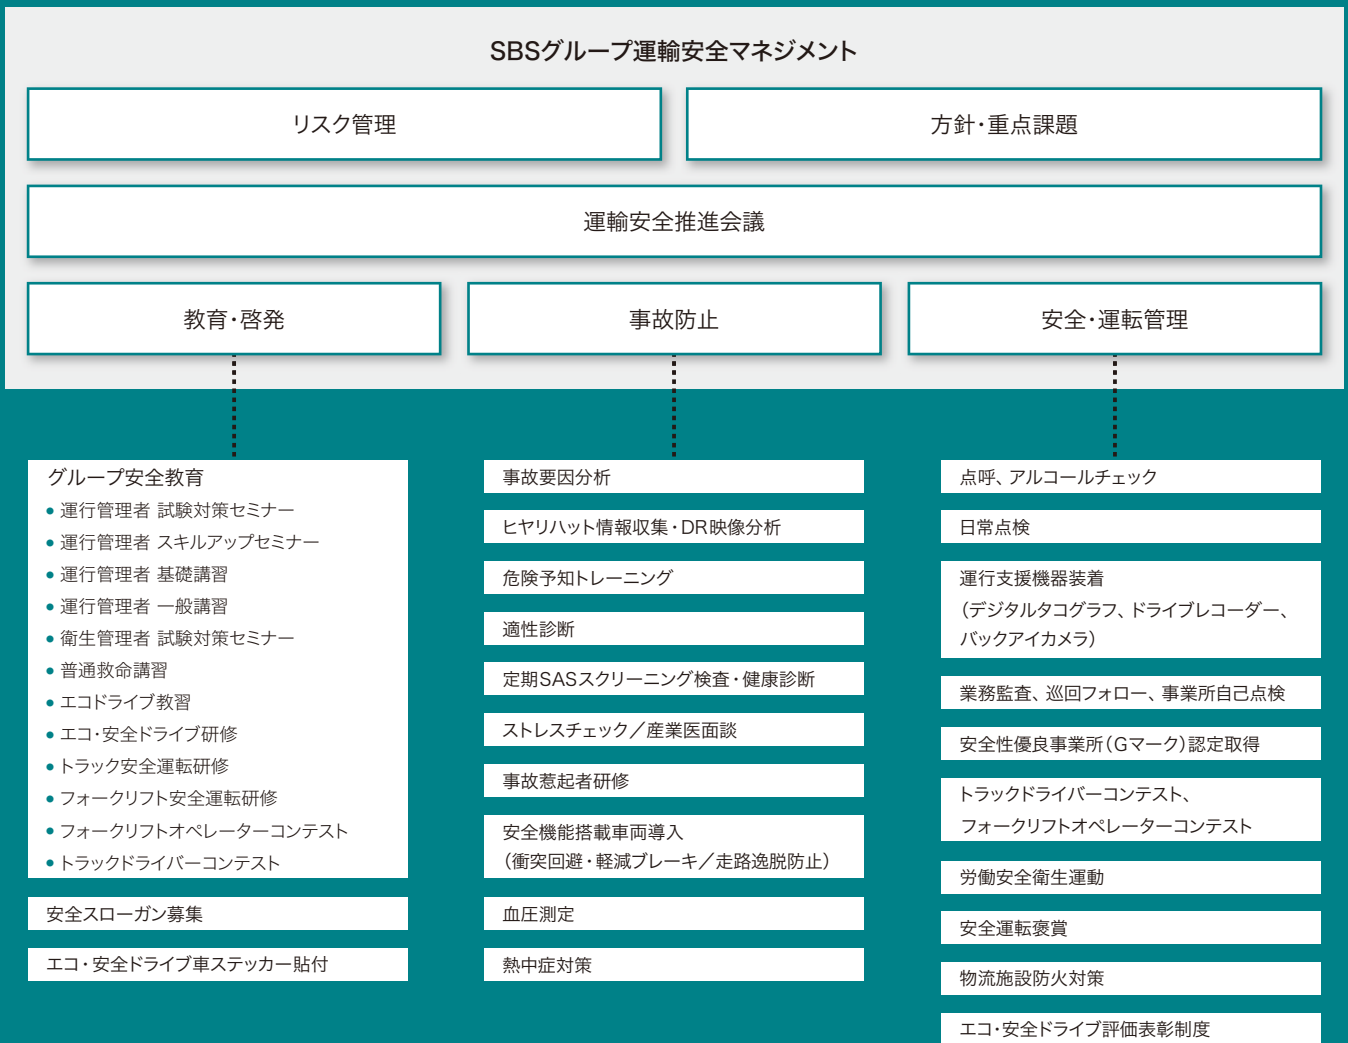 SBSグループ運輸安全マネジメント
リスク管理
方針・重点課題
運輸安全推進会議
教育・啓発
事故防止
安全・運転管理
グループ安全教育
● 運行管理者 試験対策セミナー
● 運行管理者 スキルアップセミナー
● 運行管理者 基礎講習
● 運行管理者 一般講習
● 衛生管理者 試験対策セミナー
● 普通救命講習
● エコドライブ教習
● エコ・安全ドライブ研修
● トラック安全運転研修
● フォークリフト安全運転研修
● フォークリフトオペレーターコンテスト
● トラックドライバーコンテスト
安全スローガン募集
エコ・安全ドライブ車ステッカー貼付
事故要因分析
ヒヤリハット情報収集・DR映像分析
危険予知トレーニング
適性診断
定期SASスクリーニング検査・健康診断
ストレスチェック／産業医面談
事故惹起者研修
安全機能搭載車両導入
（衝突回避・軽減ブレーキ／走路逸脱防止）
血圧測定
熱中症対策
点呼、アルコールチェック
日常点検
運行支援機器装着
（デジタルタコグラフ、ドライブレコーダー、
バックアイカメラ）
業務監査、巡回フォロー、事業所自己点検
安全性優良事業所（Gマーク）認定取得
トラックドライバーコンテスト、
フォークリフトオペレーターコンテスト
労働安全衛生運動
安全運転褒賞
物流施設防火対策
エコ・安全ドライブ評価表彰制度